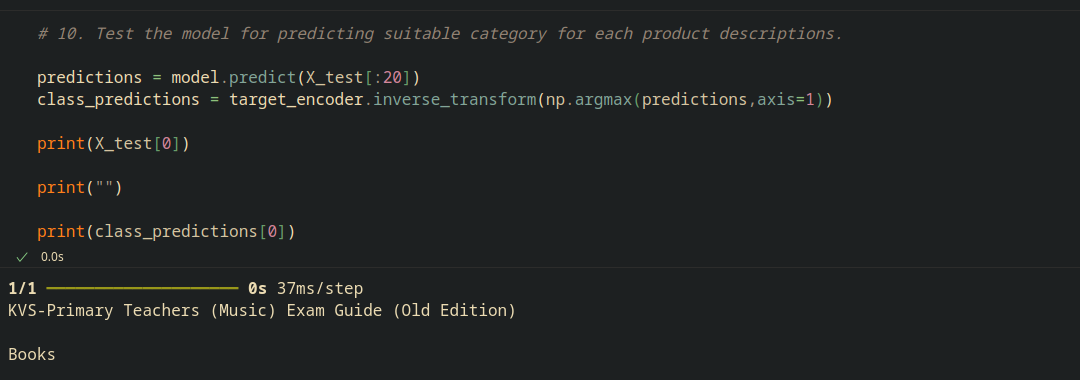 # 10. Test the model for predicting suitable category for each product descriptions.
predictions = model.predict(X_test[:20])
class_predictions = target_encoder.inverse_transform(np.argmax(predictions,axis=1))
print(X_test[0])
print("")
print(class_predictions[0])
✓ 0.0s
1/1 ━━━━━━━━━━━━━━━━━━━━ 0s 37ms/step
KVS-Primary Teachers (Music) Exam Guide (Old Edition)
Books